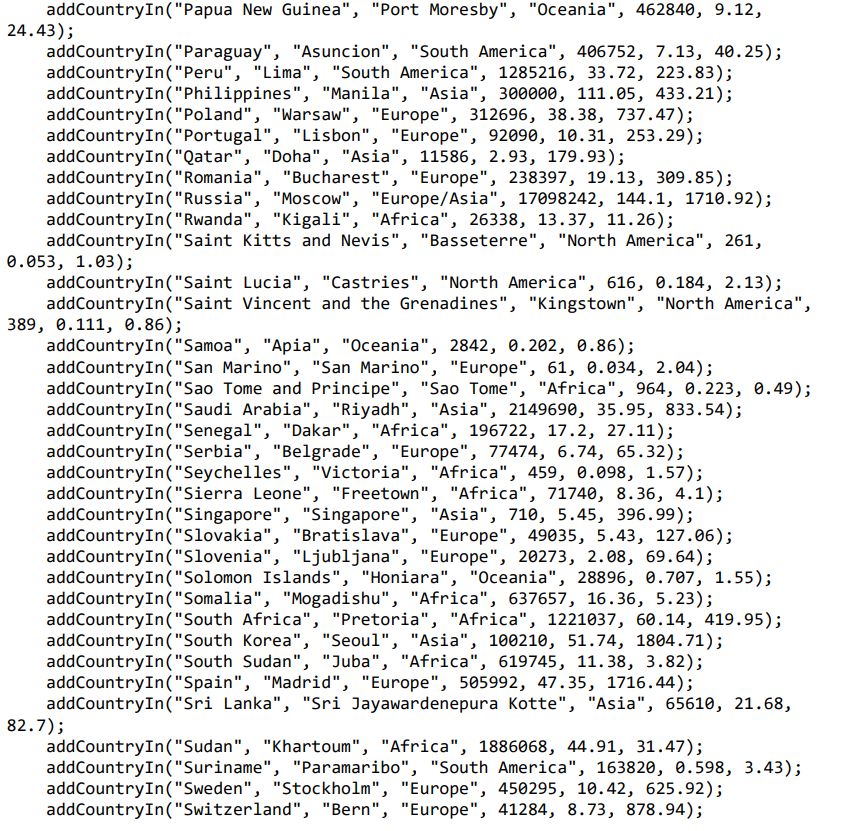 addCountryIn("Papua New Guinea", "Port Moresby", "Oceania", 462840, 9.12,
24.43);
addCountryIn("Paraguay", "Asuncion", "South America", 406752, 7.13, 40.25);
addCountryIn("Peru", "Lima", "South America", 1285216, 33.72, 223.83);
addCountryIn("Philippines", "Manila", "Asia", 300000, 111.05, 433.21);
addCountryIn("Poland", "Warsaw", "Europe", 312696, 38.38, 737.47);
addCountryIn("Portugal", "Lisbon", "Europe", 92090, 10.31, 253.29);
addCountryIn("Qatar", "Doha", "Asia", 11586, 2.93, 179.93);
addCountryIn("Romania", "Bucharest", "Europe", 238397, 19.13, 309.85);
addCountryIn("Russia", "Moscow", "Europe/Asia", 17098242, 144.1, 1710.92);
addCountryIn("Rwanda", "Kigali", "Africa", 26338, 13.37, 11.26);
addCountryIn("Saint Kitts and Nevis", "Basseterre", "North America", 261,
0.053, 1.03);
addCountryIn("Saint Lucia", "Castries", "North America", 616, 0.184, 2.13);
addCountryIn("Saint Vincent and the Grenadines", "Kingstown", "North America",
389, 0.111, 0.86);
addCountryIn("Samoa", "Apia", "Oceania", 2842, 0.202, 0.86);
addCountryIn("San Marino", "San Marino", "Europe", 61, 0.034, 2.04);
addCountryIn("Sao Tome and Principe", "Sao Tome", "Africa", 964, 0.223, 0.49);
addCountryIn("Saudi Arabia", "Riyadh", "Asia", 2149690, 35.95, 833.54);
addCountryIn("Senegal", "Dakar", "Africa", 196722, 17.2, 27.11);
addCountryIn("Serbia", "Belgrade", "Europe", 77474, 6.74, 65.32);
addCountryIn("Seychelles", "Victoria", "Africa", 459, 0.098, 1.57);
addCountryIn("Sierra Leone", "Freetown", "Africa", 71740, 8.36, 4.1);
addCountryIn("Singapore", "Singapore", "Asia", 710, 5.45, 396.99);
addCountryIn("Slovakia", "Bratislava", "Europe", 49035, 5.43, 127.06);
addCountryIn("Slovenia", "Ljubljana", "Europe", 20273, 2.08, 69.64);
addCountryIn("Solomon Islands", "Honiara", "Oceania", 28896, 0.707, 1.55);
addCountryIn("Somalia", "Mogadishu", "Africa", 637657, 16.36, 5.23);
addCountryIn("South Africa", "Pretoria", "Africa", 1221037, 60.14, 419.95);
addCountryIn("South Korea", "Seoul", "Asia", 100210, 51.74, 1804.71);
addCountryIn("South Sudan", "Juba", "Africa", 619745, 11.38, 3.82);
addCountryIn("Spain", "Madrid", "Europe", 505992, 47.35, 1716.44);
addCountryIn("Sri Lanka", "Sri Jayawardenepura Kotte", "Asia", 65610, 21.68,
82.7);
addCountryIn("Sudan", "Khartoum", "Africa", 1886068, 44.91, 31.47);
addCountryIn("Suriname", "Paramaribo", "South America", 163820, 0.598, 3.43);
addCountryIn("Sweden", "Stockholm", "Europe", 450295, 10.42, 625.92);
addCountryIn("Switzerland", "Bern", "Europe", 41284, 8.73, 878.94);